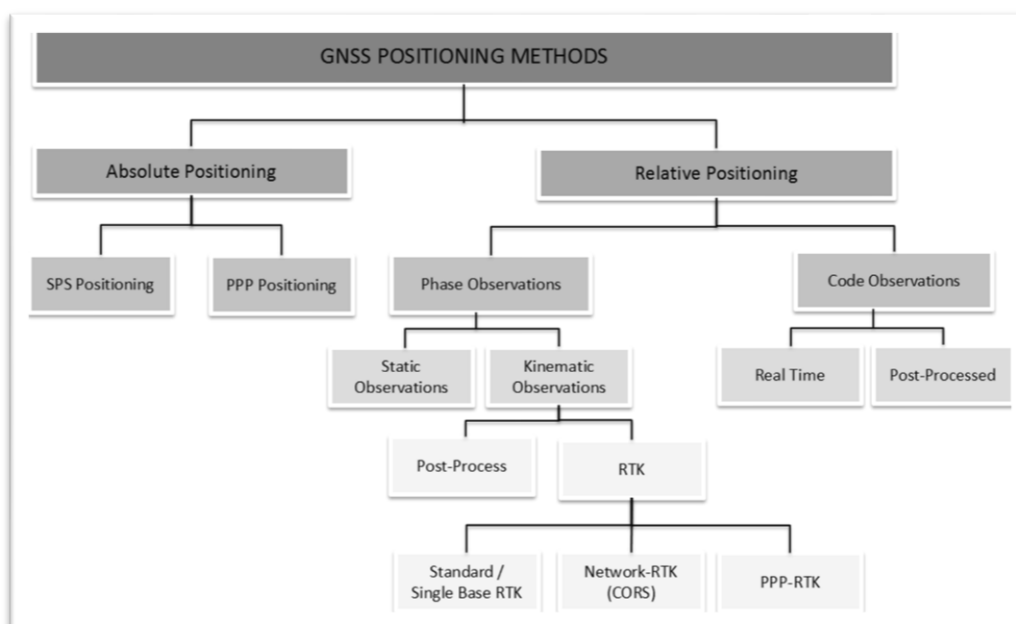 GNSS POSITIONING METHODS
Absolute Positioning
Relative Positioning
SPS Positioning
PPP Positioning
Phase Observations
Code Observations
Static
Observations
Kinematic
Observations
Real Time
Post-Processed
Post-Process
RTK
Standard /
Single Base RTK
Network-RTK
(CORS)
PPP-RTK